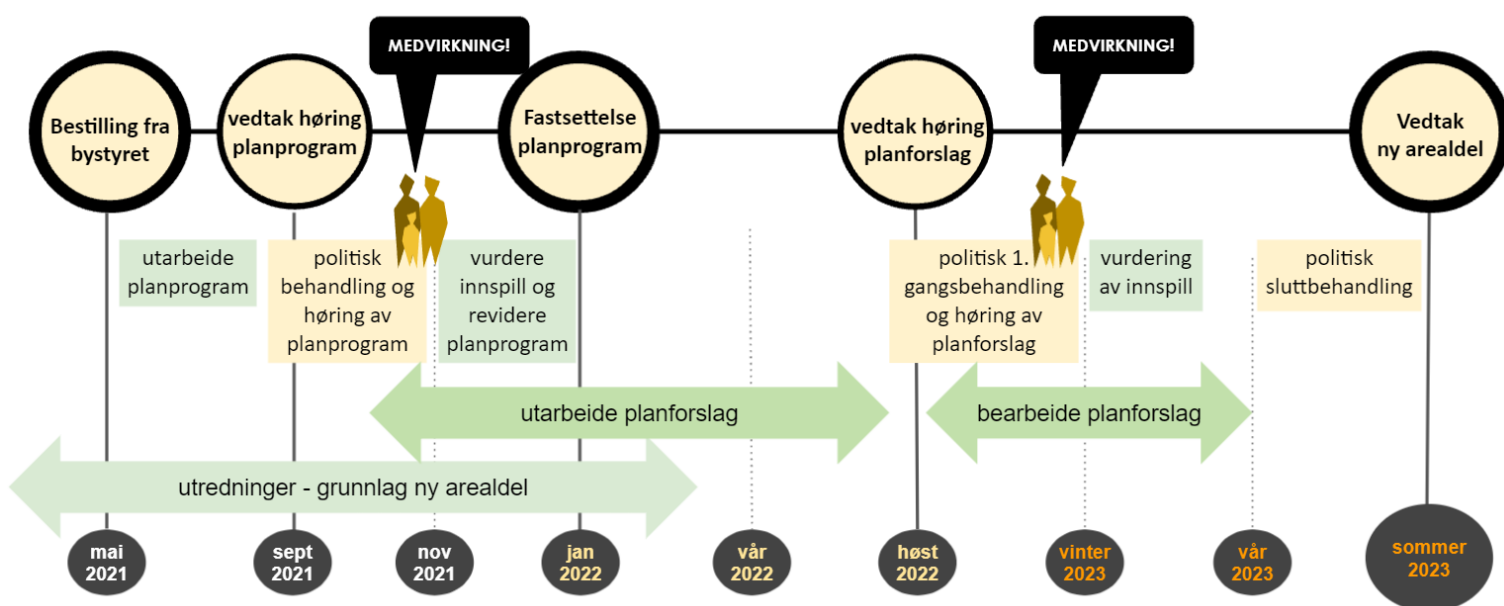 MEDVIRKNING!
MEDVIRKNING!
Bestilling fra
bystyret
vedtak høring
planprogram
Fastsettelse
planprogram
vedtak høring
planforslag
Vedtak
ny arealdel
utarbeide
planprogram
politisk
behandling og
høring av
planprogram
vurdere
innspill og
revidere
planprogram
politisk 1.
gangsbehandling
og høring av
planforslag
vurdering
av innspill
politisk
sluttbehandling
utarbeide planforslag
bearbeide planforslag
utredninger - grunnlag ny arealdel
mai
2021
sept
2021
nov
2021
jan
2022
vår
2022
høst
2022
vinter
2023
vår
2023
sommer
2023